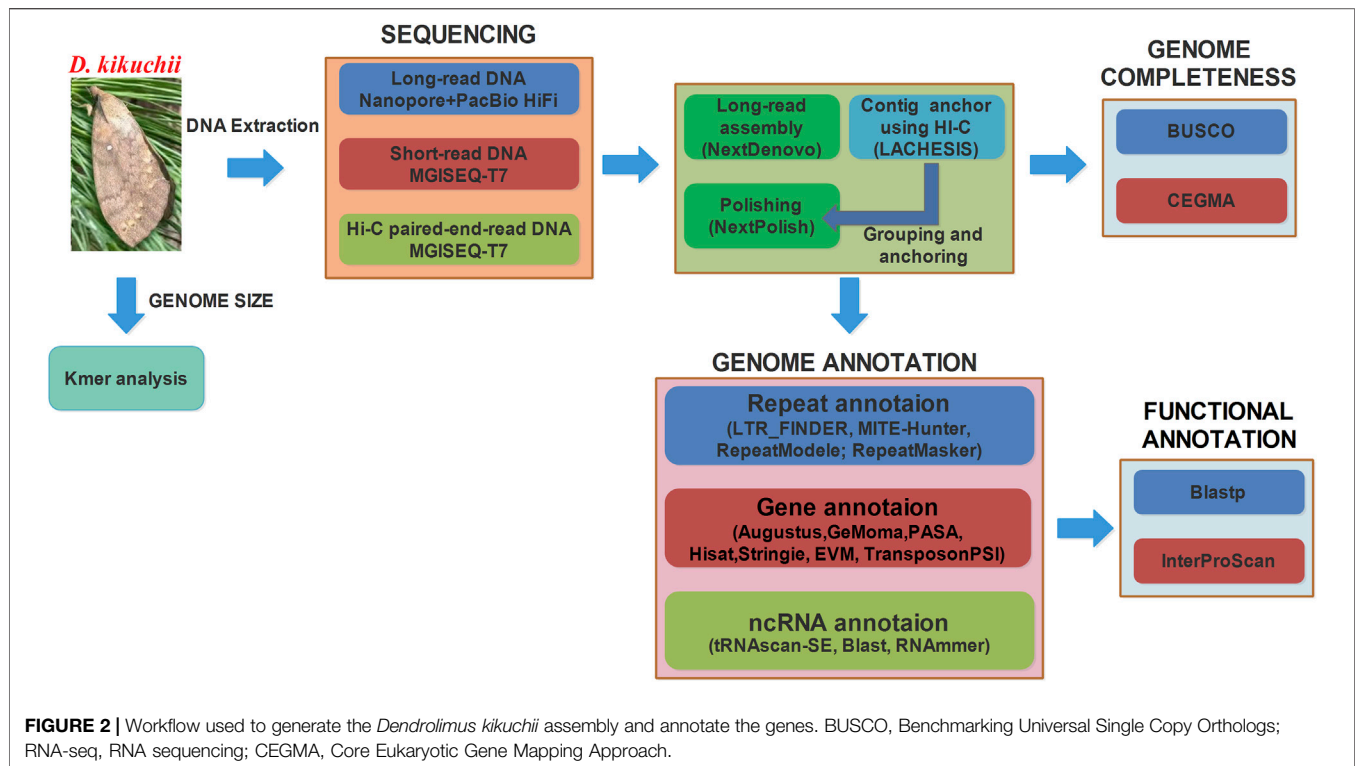 D. kikuchii
DNA Extraction
GENOME SIZE
Kmer analysis
SEQUENCING
Long-read DNA
Nanopore+PacBio HiFi
Short-read DNA
MGISEQ-T7
Hi-C paired-end-read DNA
MGISEQ-T7
Long-read
assembly
(NextDenovo)
Contig anchor
using HI-C
(LACHESIS)
Polishing
(NextPolish)
Grouping and
anchoring
GENOME
COMPLETENESS
BUSCO
CEGMA
GENOME ANNOTATION
Repeat annotaion
(LTR_FINDER, MITE-Hunter,
RepeatModele; RepeatMasker)
Gene annotaion
(Augustus,GeMoma,PASA,
Hisat,Stringie, EVM, TransposonPSI)
ncRNA annotaion
(tRNAscan-SE, Blast, RNAmmer)
FUNCTIONAL
ANNOTATION
Blastp
InterProScan
FIGURE 2 | Workflow used to generate the Dendrolimus kikuchii assembly and annotate the genes. BUSCO, Benchmarking Universal Single Copy Orthologs;
RNA-seq, RNA sequencing; CEGMA, Core Eukaryotic Gene Mapping Approach.